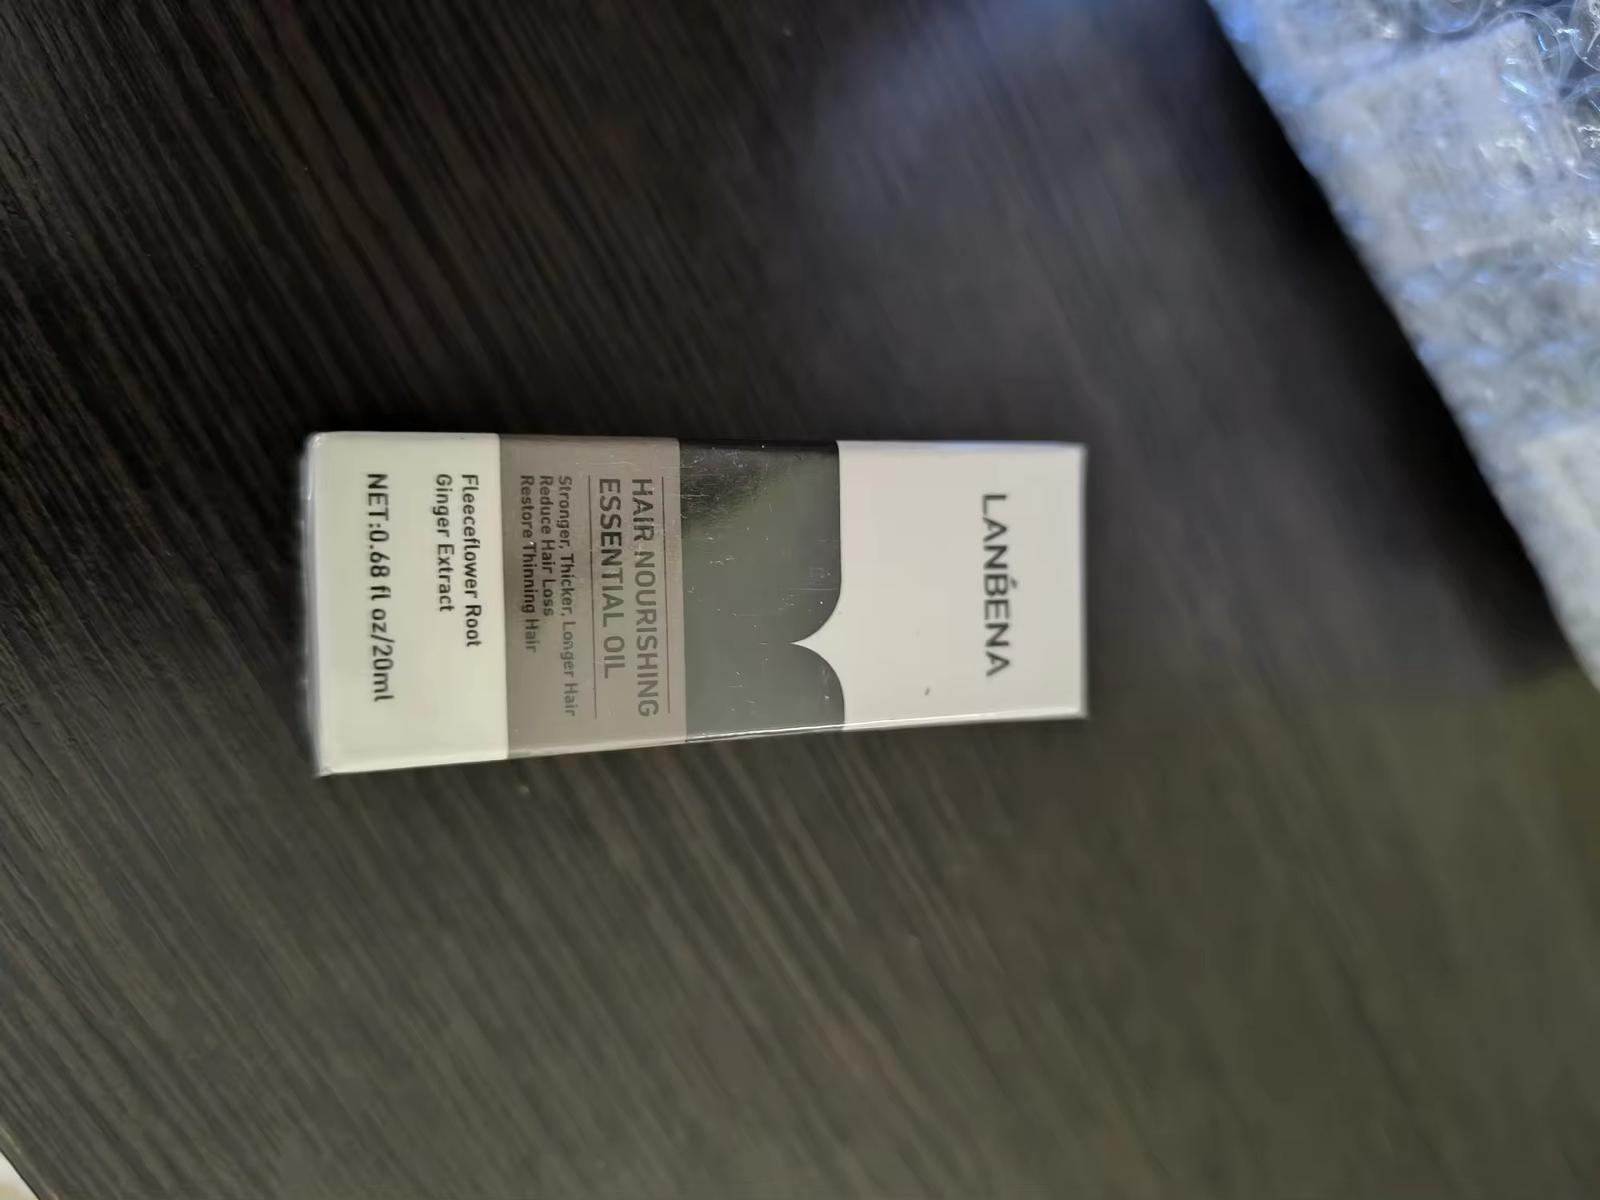 LANBENA
HAIR NOURISHING
ESSENTIAL OIL
Stronger, Thicker, Longer Hair
Reduce Hair Loss
Restore Thinning Hair
Fleeceflower Root
Ginger Extract
NET:0.68 fl oz/20ml